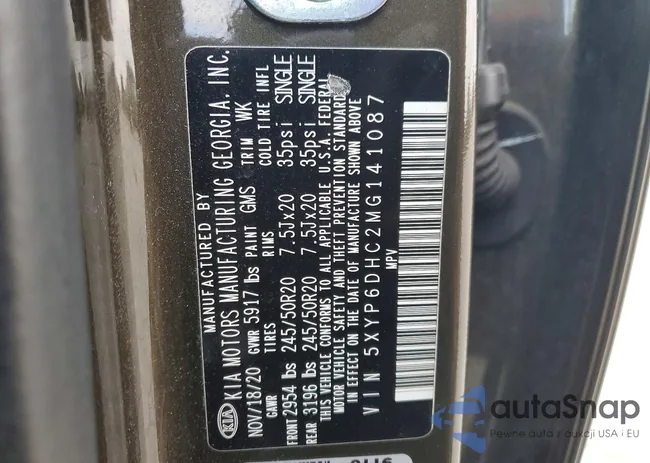 MANUFACTURED BY
KIA KIA MOTORS MANUFACTURING GEORGIA, INC.
NOV/18/20 GVWR 5917 lbs PAINT GMS TRIM WK
GAWR TIRES RIMS COLD TIRE INFL
FRONT 2954 lbs 245/50R20 7.5Jx20 35psi SINGLE
REAR 3196 lbs 245/50R20 7.5Jx20 35psi SINGLE
THIS VEHICLE CONFORMS TO ALL APPLICABLE U.S.A. FEDERAL
MOTOR VEHICLE SAFETY AND THEFT PREVENTION STANDARDS
IN EFFECT ON THE DATE OF MANUFACTURE SHOWN ABOVE
VIN 5XYP6DHC2MG141087
MPV
autaSnap
Pewne auta z aukcji USA i EU